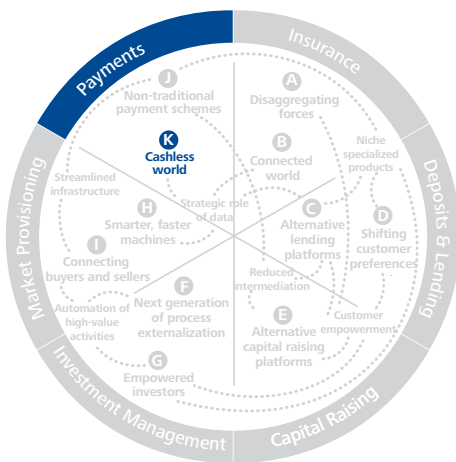 Payments
Insurance
J
Non-traditional
payment schemes
A
Disaggregating
forces
K
Cashless
world
B
Connected
world
Niche
specialized
products
Streamlined
infrastructure
Strategic role
of data
H
Smarter, faster
machines
C
Alternative
lending
platforms
D
Shifting
customer
preferences
I
Connecting
buyers and sellers
Reduced
intermediation
F
Next generation
of process
externalization
Automation of
high-value
activities
E
Alternative
capital raising
platforms
Customer
empowerment
G
Empowered
investors
Market Provisioning
Deposits & Lending
Investment Management
Capital Raising